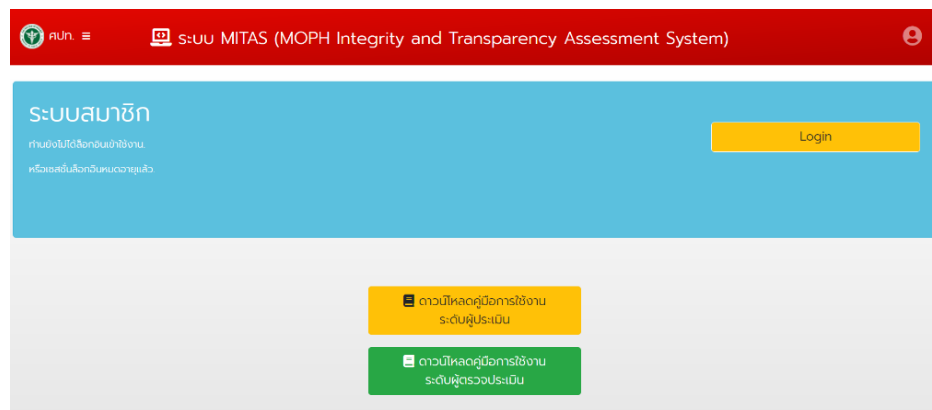 ศปท.
ระบบ MITAS (MOPH Integrity and Transparency Assessment System)
ระบบสมาชิก
ท่านยังไม่ได้ล็อกอินเข้าใช้งาน.
หรือเซสชั่นล็อกอินหมดอายุแล้ว.
Login
ดาวน์โหลดคู่มือการใช้งาน
ระดับผู้ประเมิน
ดาวน์โหลดคู่มือการใช้งาน
ระดับผู้ตรวจประเมิน